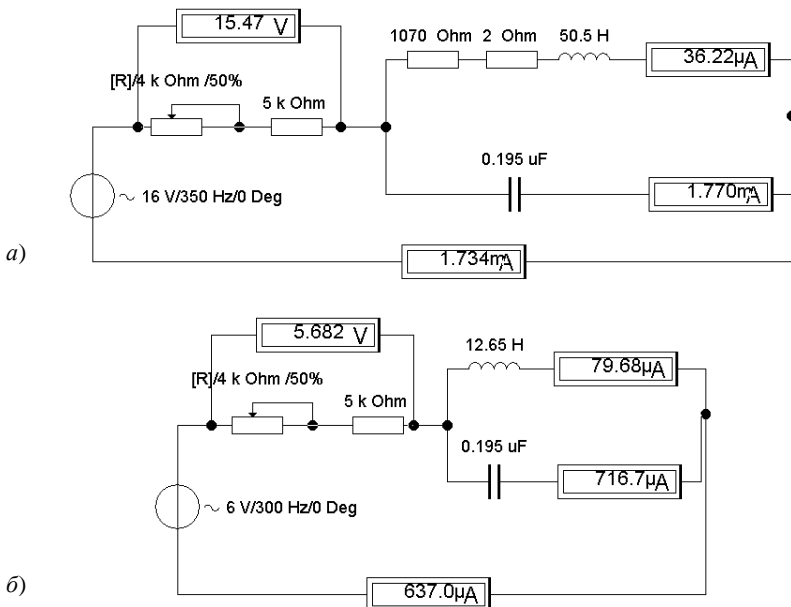 15.47 V
1070 Ohm 2 Ohm 50.5 H
36.22µA
[R]/4 k Ohm /50%
5 k Ohm
0.195 uF
~ 16 V/350 Hz/0 Deg
1.770mA
а)
1.734mA
5.682 V
12.65 H
79.68µA
[R]/4 k Ohm /50%
5 k Ohm
0.195 uF
~ 6 V/300 Hz/0 Deg
716.7µA
б)
637.0µA